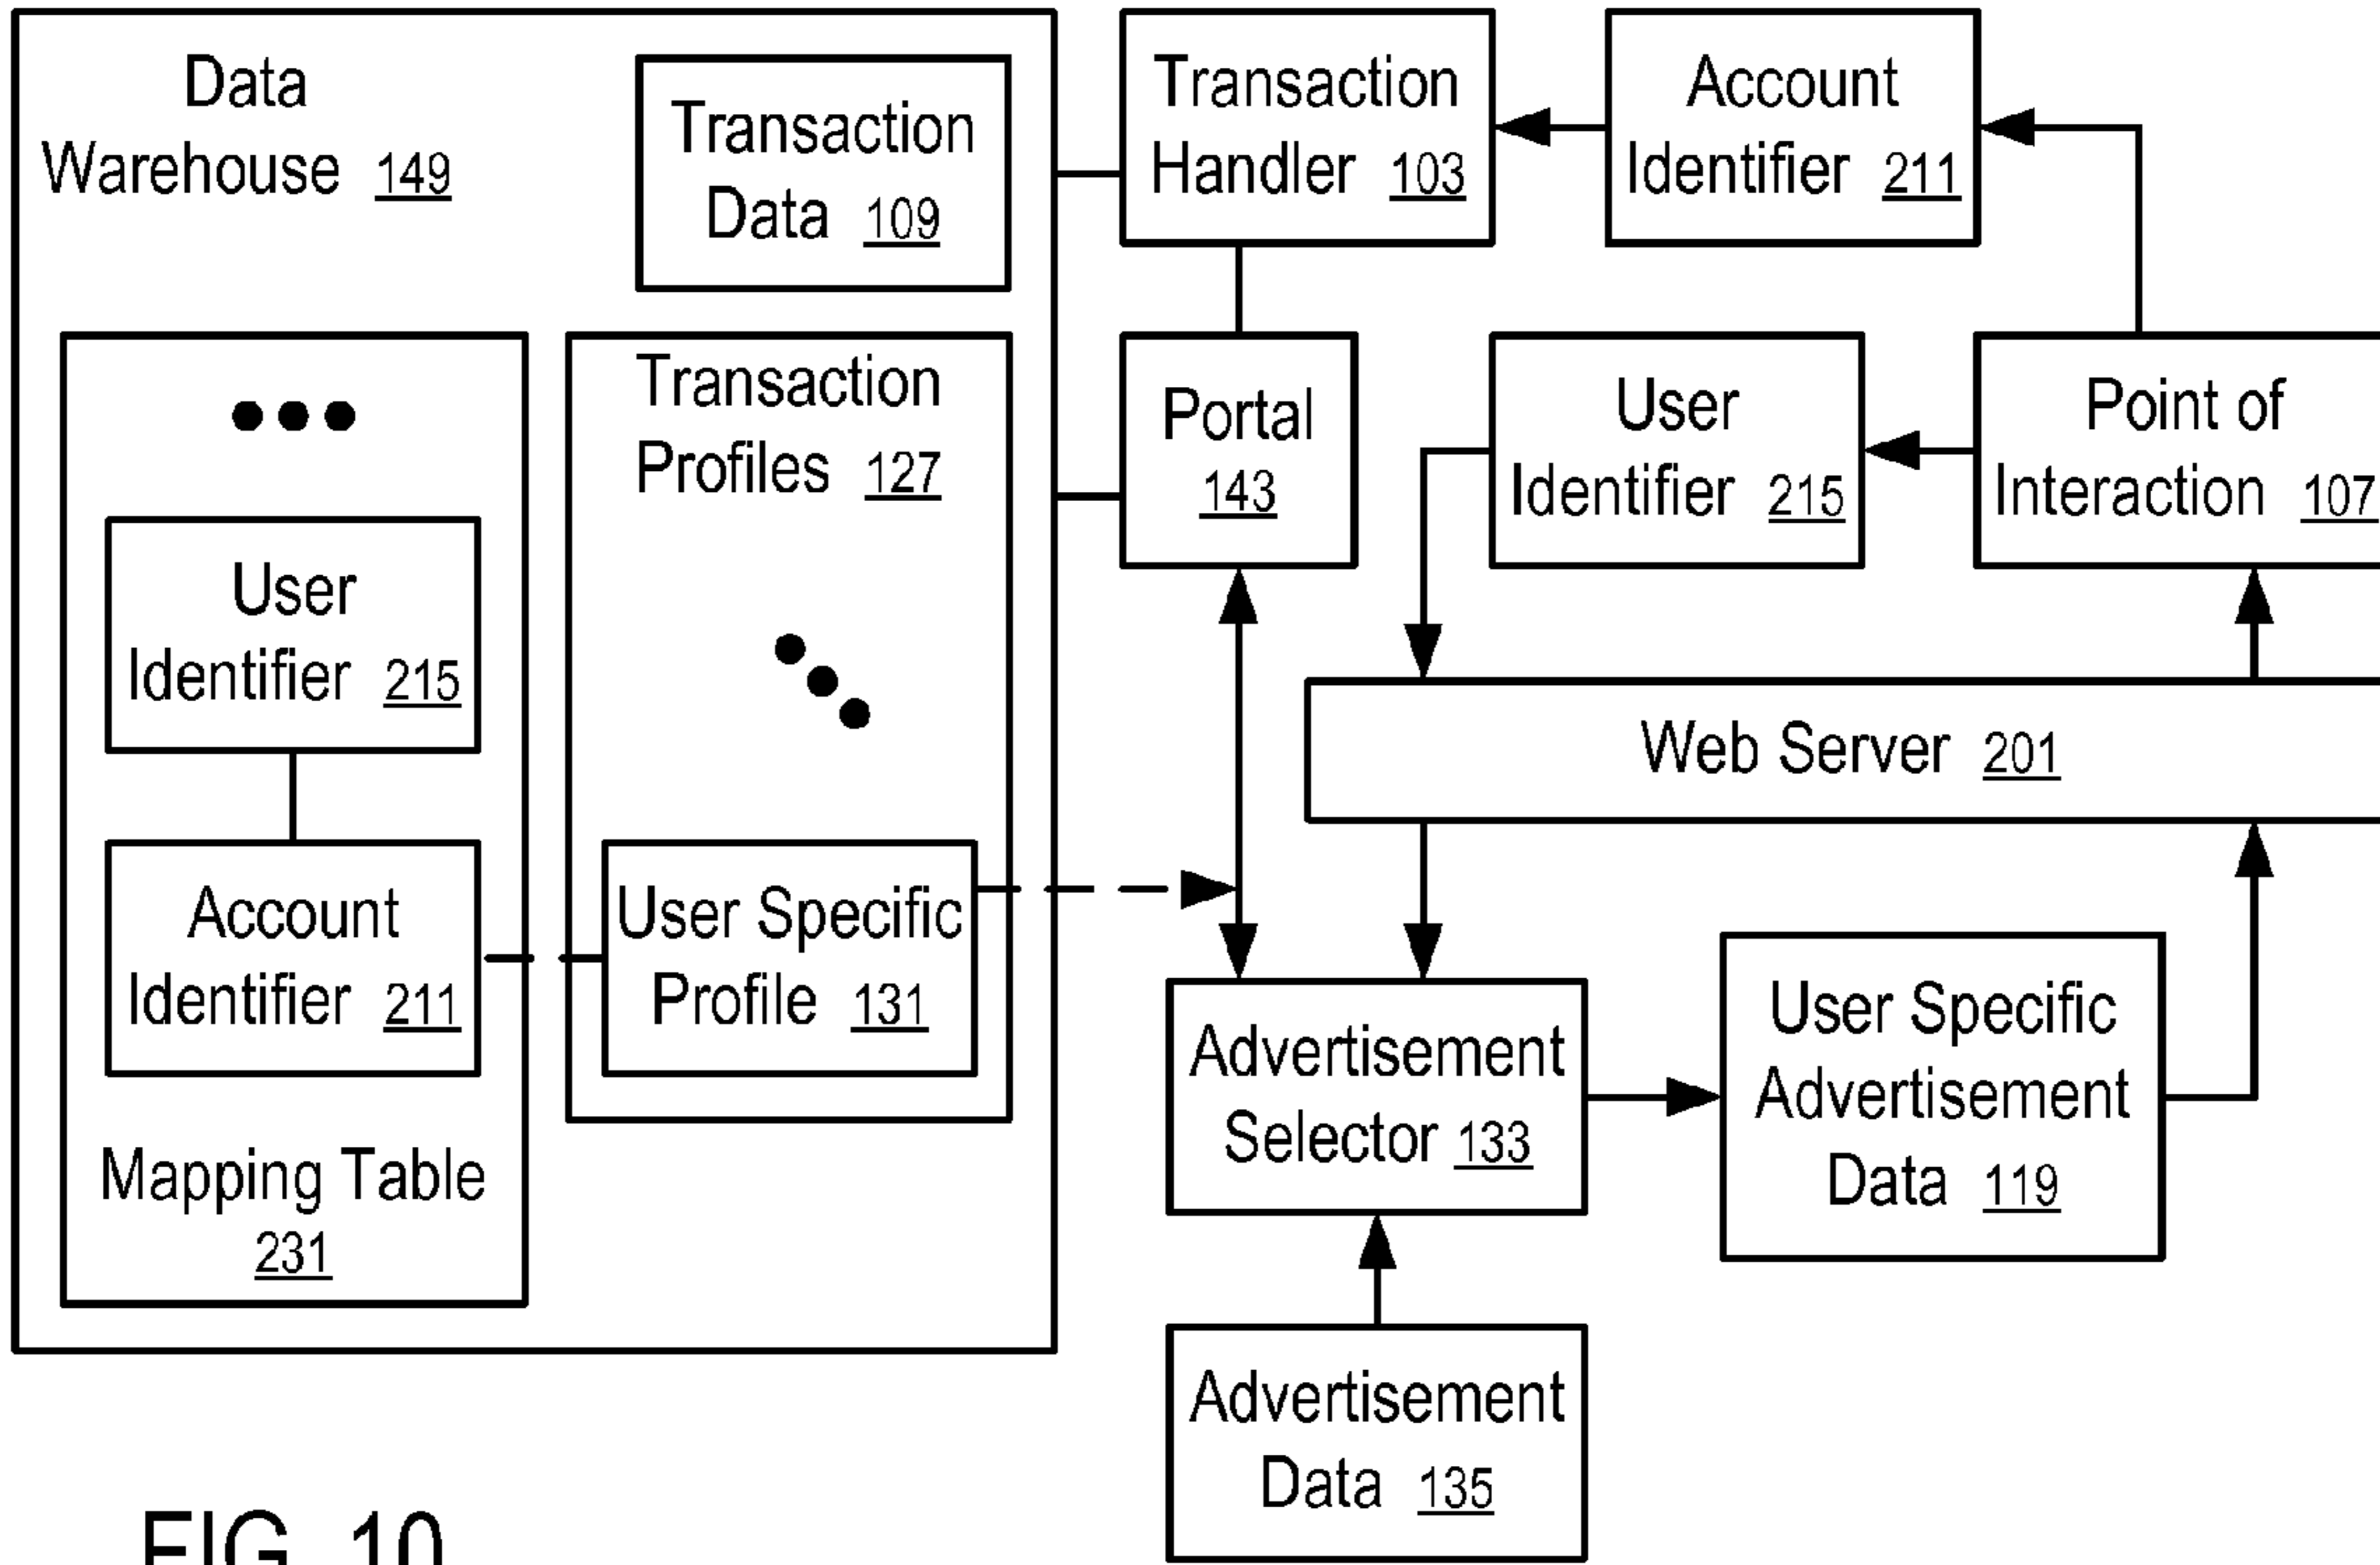 Data
Warehouse 149
Transaction
Data 109
Transaction
Handler 103
Account
Identifier 211
Transaction
Profiles 127
Portal
143
User
Identifier 215
Point of
Interaction 107
User
Identifier 215
Web Server 201
Account
Identifier 211
User Specific
Profile 131
Mapping Table
231
Advertisement
Selector 133
User Specific
Advertisement
Data 119
Advertisement
Data 135
FIG. 10